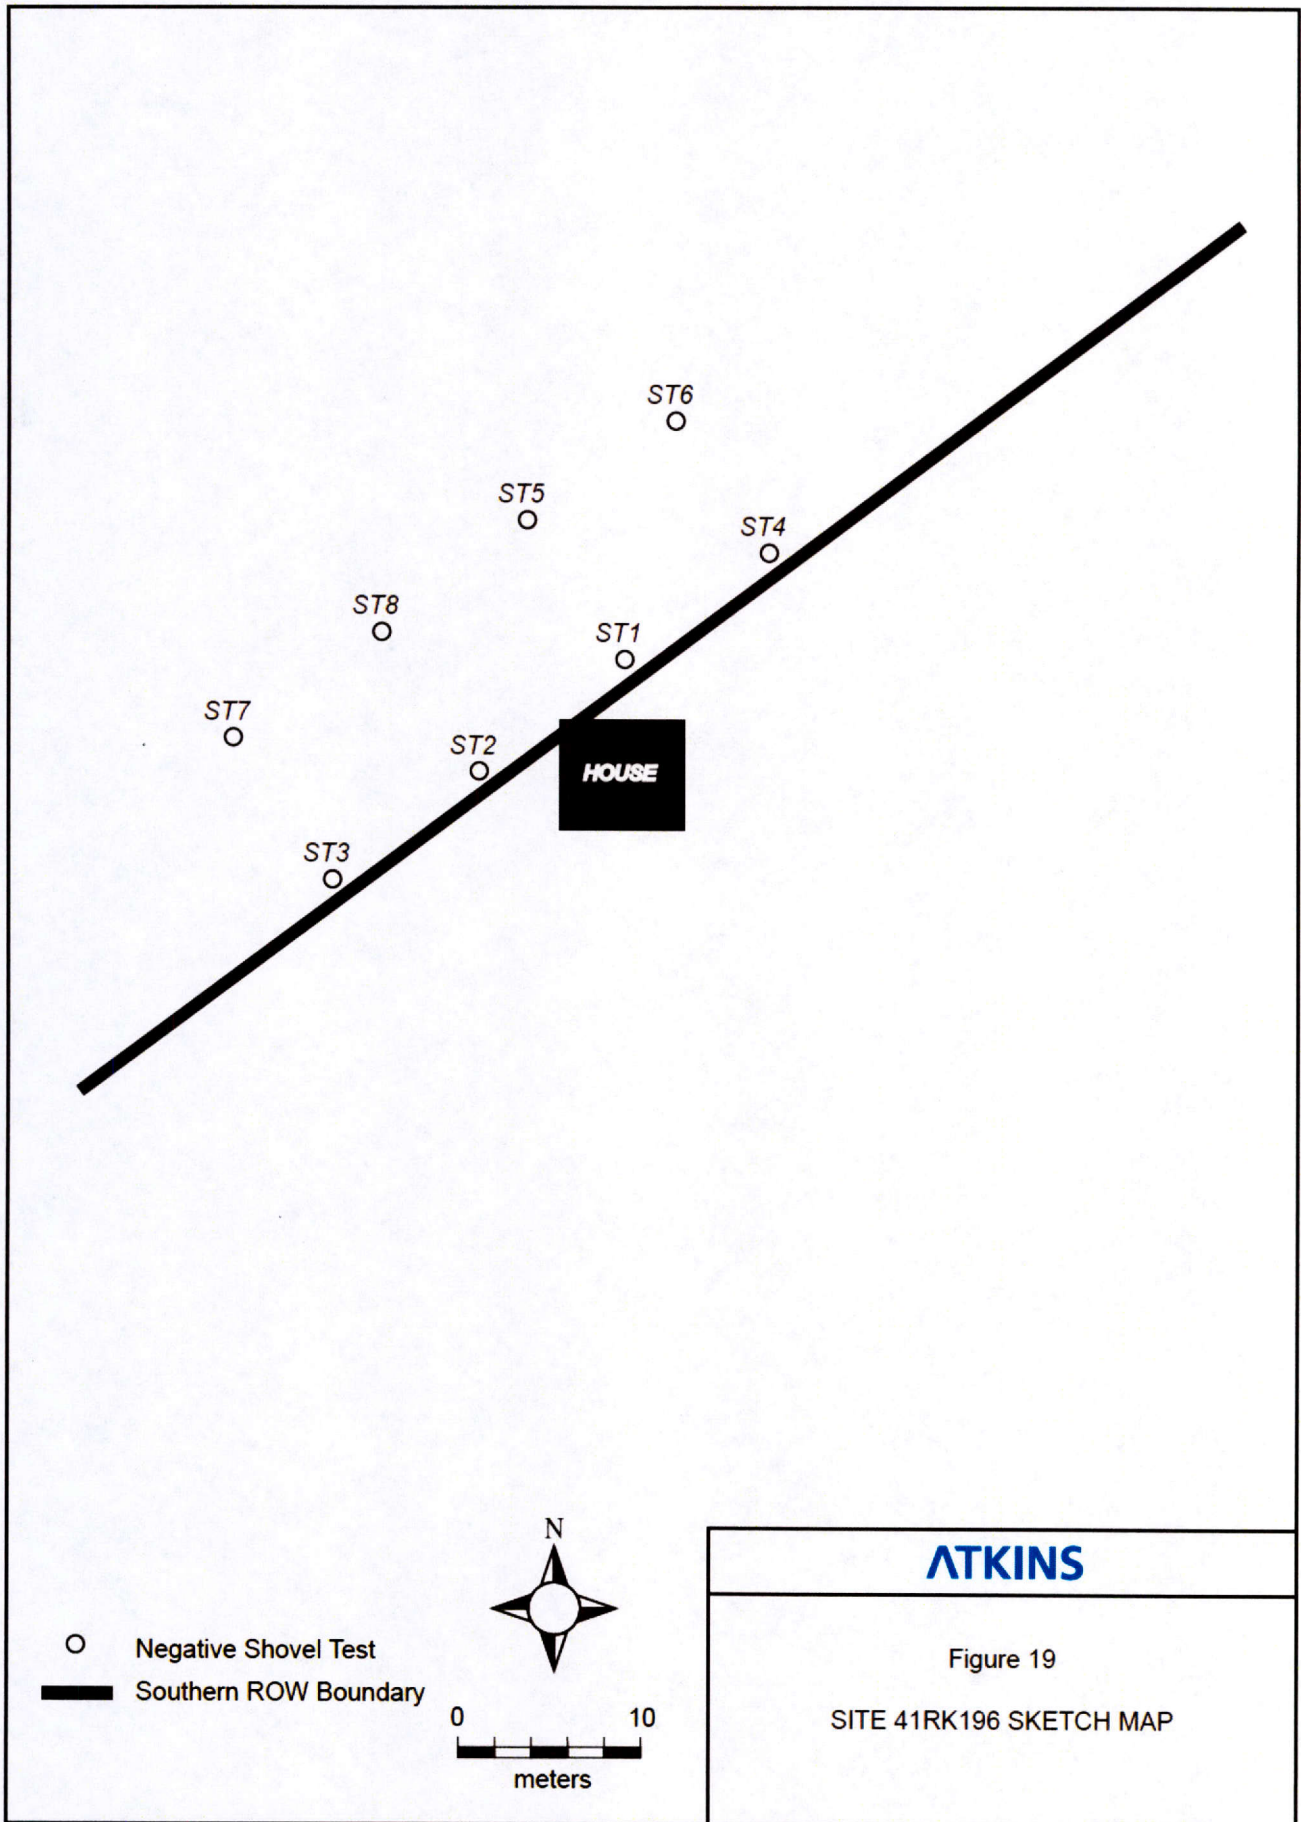 ST6
ST5
ST4
ST8
ST1
ST7
ST2
HOUSE
ST3
N
Negative Shovel Test
Southern ROW Boundary
0 10
meters
ATKINS
Figure 19
SITE 41RK196 SKETCH MAP